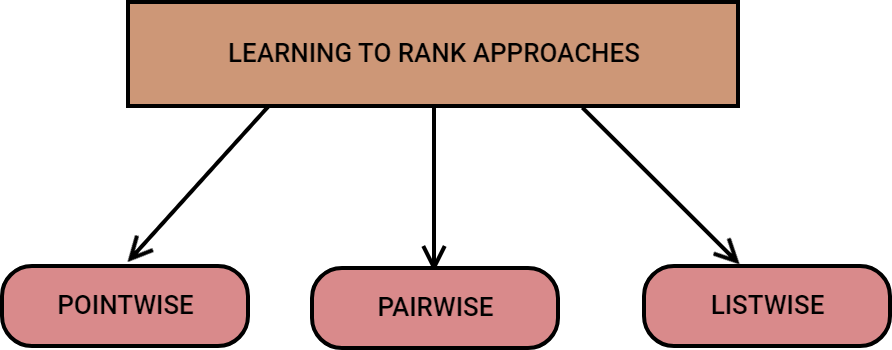 LEARNING TO RANK APPROACHES
POINTWISE
PAIRWISE
LISTWISE